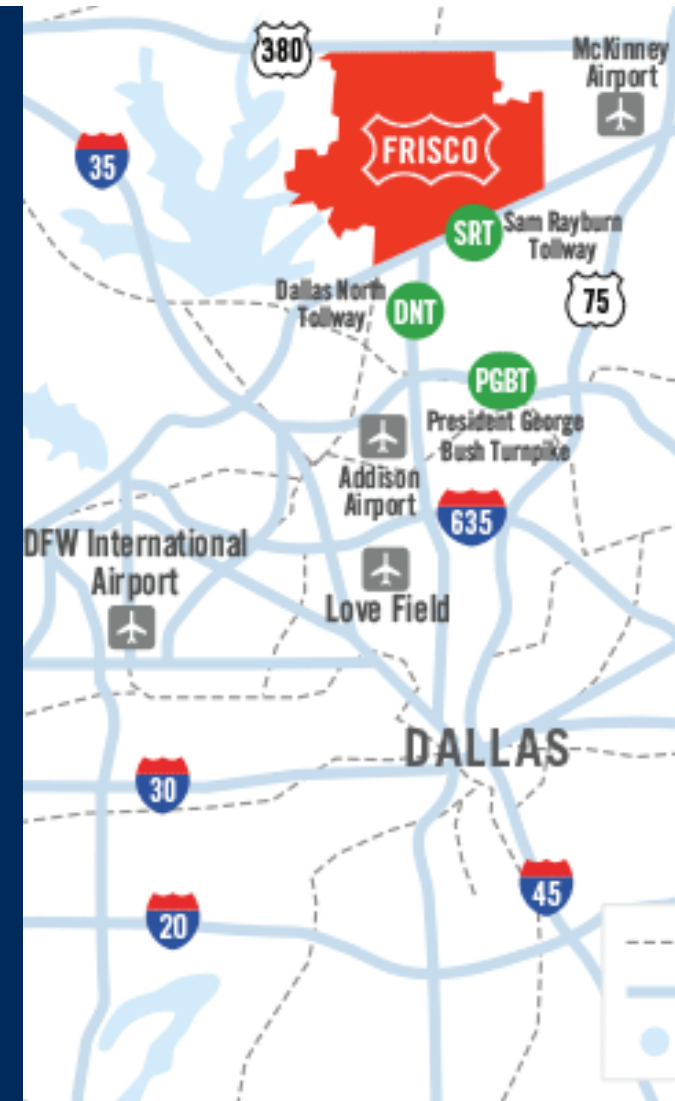 380
McKinney
Airport
35
FRISCO
SRT
Sam Rayburn
Tollway
Dallas North
Tollway
DNT
75
PGBT
President George
Bush Turnpike
Addison
Airport
635
DFW International
Airport
Love Field
DALLAS
30
45
20